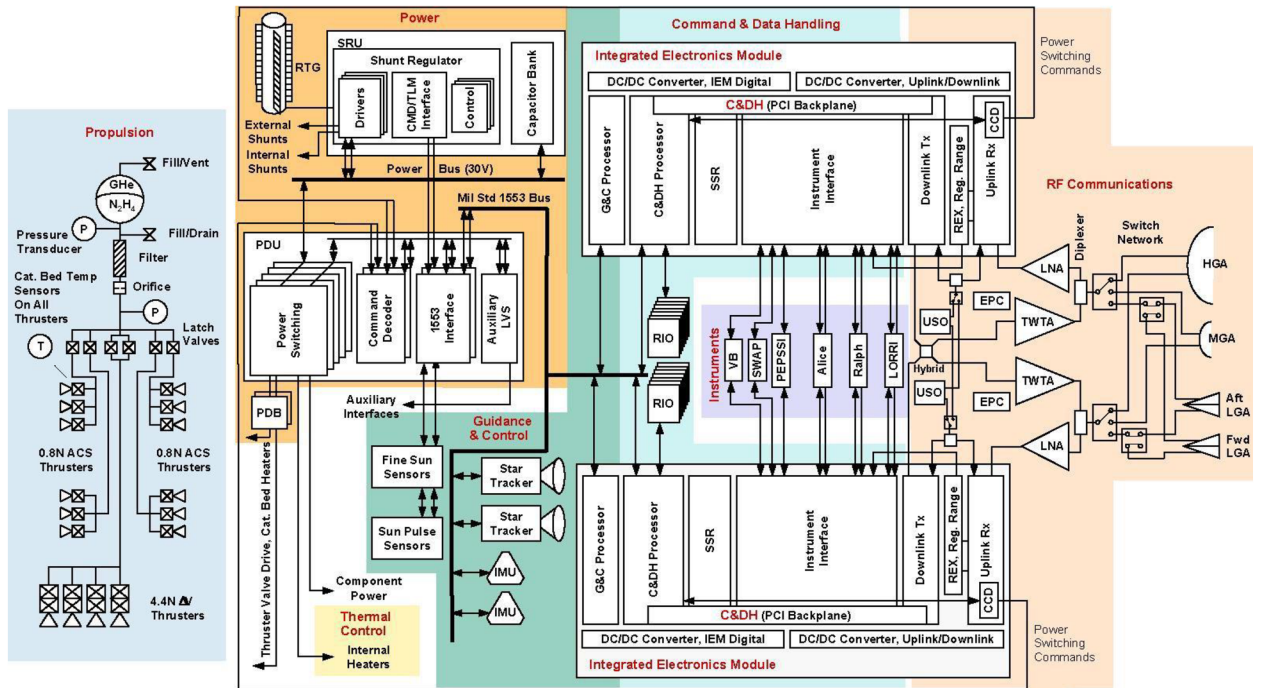 Propulsion
Fill/Vent
GHe
N2H4
Pressure
Transducer
P
Fill/Drain
Filter
Cat. Bed Temp
Sensors
On All
Thrusters
Orifice
P
Latch
Valves
T
0.8N ACS
Thrusters
0.8N ACS
Thrusters
4.4N ΔV
Thrusters
Power
RTG
SRU
Shunt Regulator
Drivers
CMD/TLM
Interface
Control
Capacitor Bank
External
Shunts
Internal
Shunts
Power Bus (30V)
Mil Std 1553 Bus
PDU
Power
Switching
Command
Decoder
1553
Interface
Auxiliary
LVS
PDB
Auxiliary
Interfaces
Thruster Valve Drive, Cat. Bed Heaters
Component
Power
Thermal
Control
Internal
Heaters
Guidance
& Control
Fine Sun
Sensors
Sun Pulse
Sensors
Star
Tracker
Star
Tracker
IMU
IMU
Command & Data Handling
Integrated Electronics Module
DC/DC Converter, IEM Digital
DC/DC Converter, Uplink/Downlink
C&DH (PCI Backplane)
G&C Processor
C&DH Processor
SSR
Instrument
Interface
Downlink Tx
REX, Reg. Range
Uplink Rx
CCD
RIO
RIO
Instruments
VB
SWAP
PEPSSI
Alice
Ralph
LORRI
G&C Processor
C&DH Processor
SSR
Instrument
Interface
Downlink Tx
REX, Reg. Range
Uplink Rx
CCD
C&DH (PCI Backplane)
DC/DC Converter, IEM Digital
DC/DC Converter, Uplink/Downlink
Integrated Electronics Module
Power
Switching
Commands
RF Communications
Switch
Network
Diplexer
LNA
HGA
EPC
USO
TWTA
MGA
Hybrid
USO
TWTA
EPC
Aft
LGA
LNA
Fwd
LGA
Power
Switching
Commands